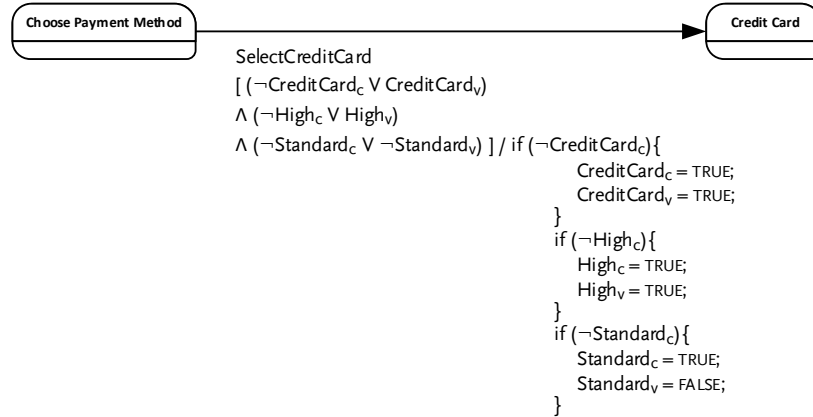 Choose Payment Method
Credit Card
SelectCreditCard
[ (¬CreditCardc V CreditCardv)
Λ (¬Highc V Highv)
Λ (¬Standardc V ¬Standardv) ] / if (¬CreditCardc){
CreditCardc = TRUE;
CreditCardv = TRUE;
}
if (¬Highc){
Highc = TRUE;
Highv = TRUE;
}
if (¬Standardc){
Standardc = TRUE;
Standardv = FALSE;
}